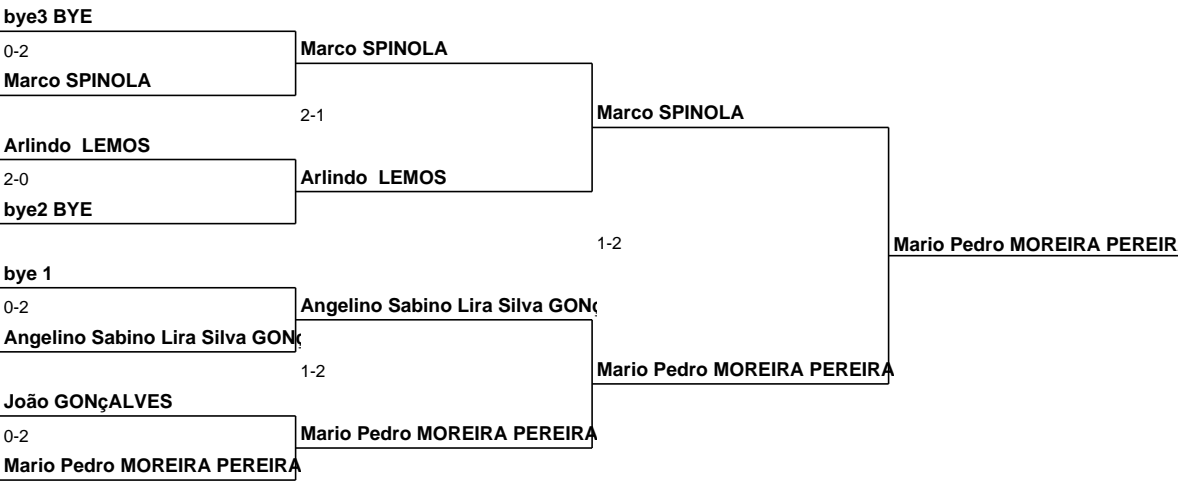 bye3 BYE
0-2
Marco SPINOLA
Marco SPINOLA
2-1
Marco SPINOLA
Arlindo LEMOS
2-0
Arlindo LEMOS
bye2 BYE
1-2
Mario Pedro MOREIRA PEREIR
bye 1
0-2
Angelino Sabino Lira Silva GONç
Angelino Sabino Lira Silva GONç
1-2
Mario Pedro MOREIRA PEREIRA
João GONçALVES
0-2
Mario Pedro MOREIRA PEREIRA
Mario Pedro MOREIRA PEREIRA